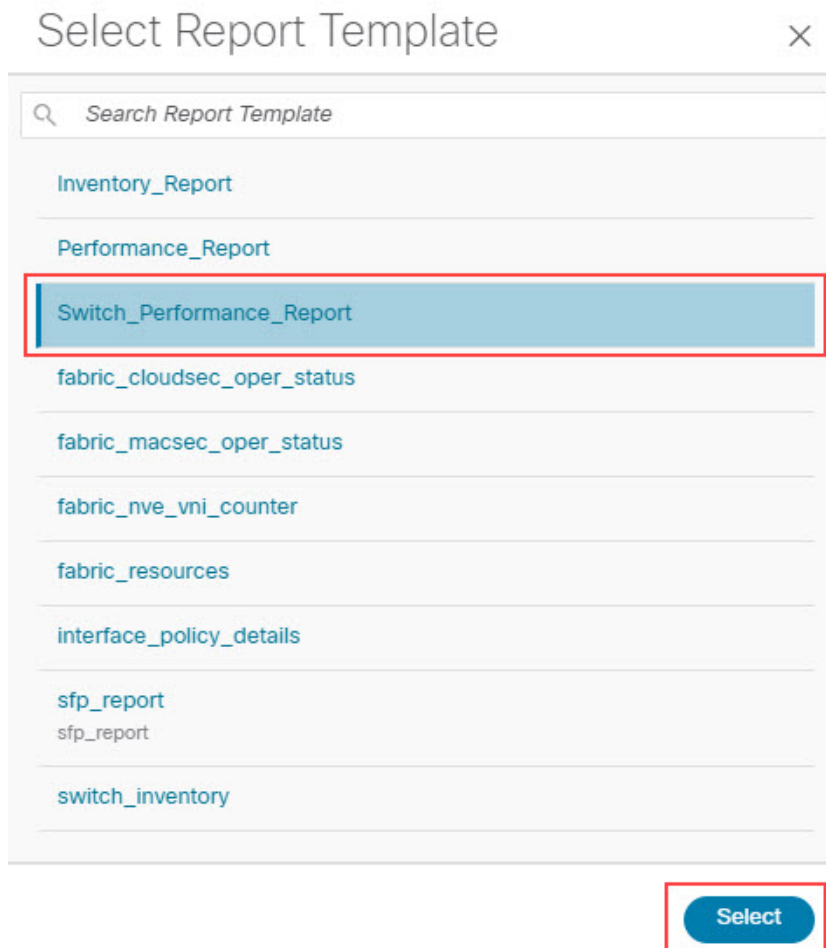 Select Report Template
Search Report Template
Inventory_Report
Performance_Report
Switch_Performance_Report
fabric_cloudsec_oper_status
fabric_macsec_oper_status
fabric_nve_vni_counter
fabric_resources
interface_policy_details
sfp_report
sfp_report
switch_inventory
Select